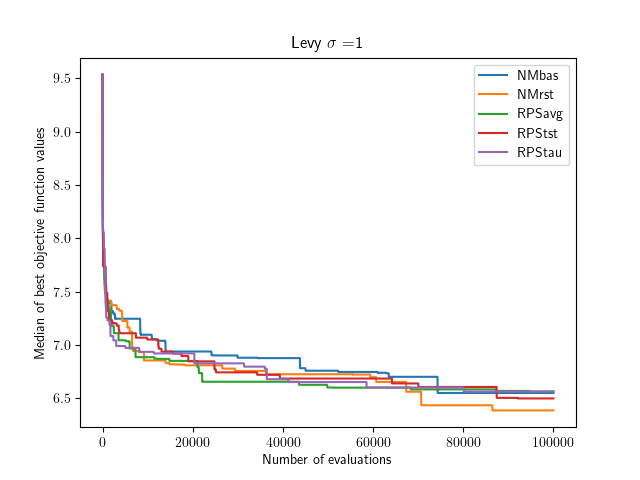 Levy σ =1
NMbas
NMrst
RPSavg
RPStst
RPStau
Median of best objective function values
9.5
9.0
8.5
8.0
7.5
7.0
6.5
0 20000 40000 60000 80000 100000
Number of evaluations